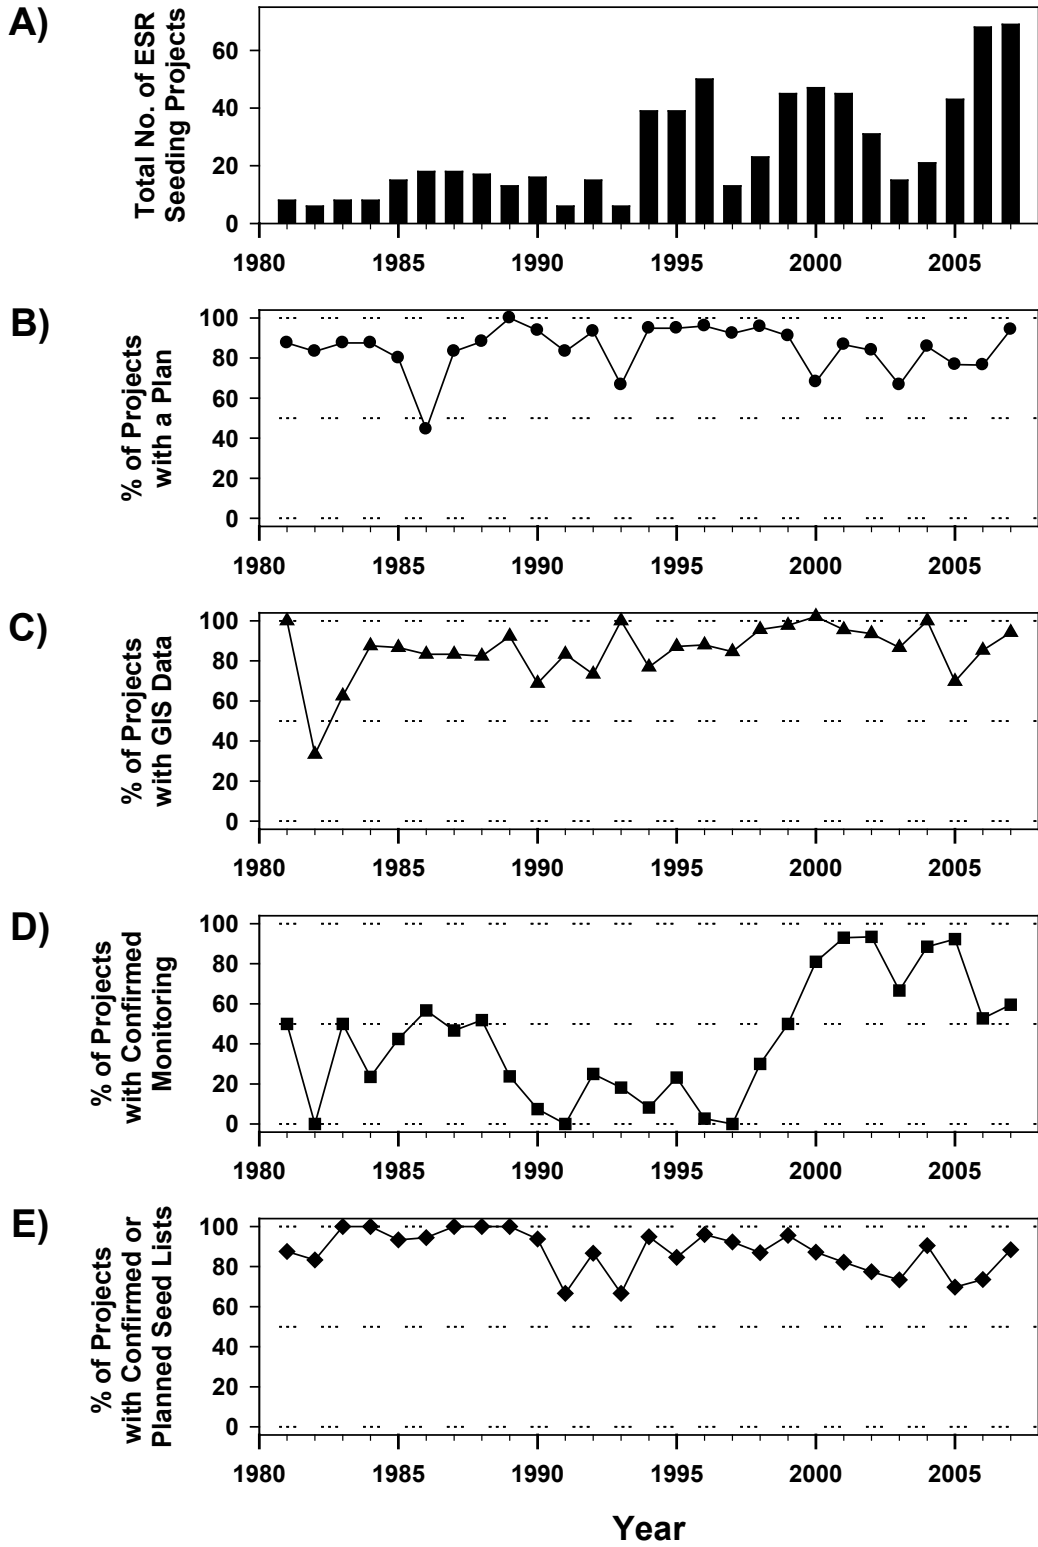 A)
Total No. of ESR
Seeding Projects
60
40
20
0
1980 1985 1990 1995 2000 2005
B)
% of Projects
with a Plan
100
80
60
40
20
0
1980 1985 1990 1995 2000 2005
C)
% of Projects
with GIS Data
100
80
60
40
20
0
1980 1985 1990 1995 2000 2005
D)
% of Projects
with Confirmed
Monitoring
100
80
60
40
20
0
1980 1985 1990 1995 2000 2005
E)
% of Projects
with Confirmed or
Planned Seed Lists
100
80
60
40
20
0
1980 1985 1990 1995 2000 2005
Year